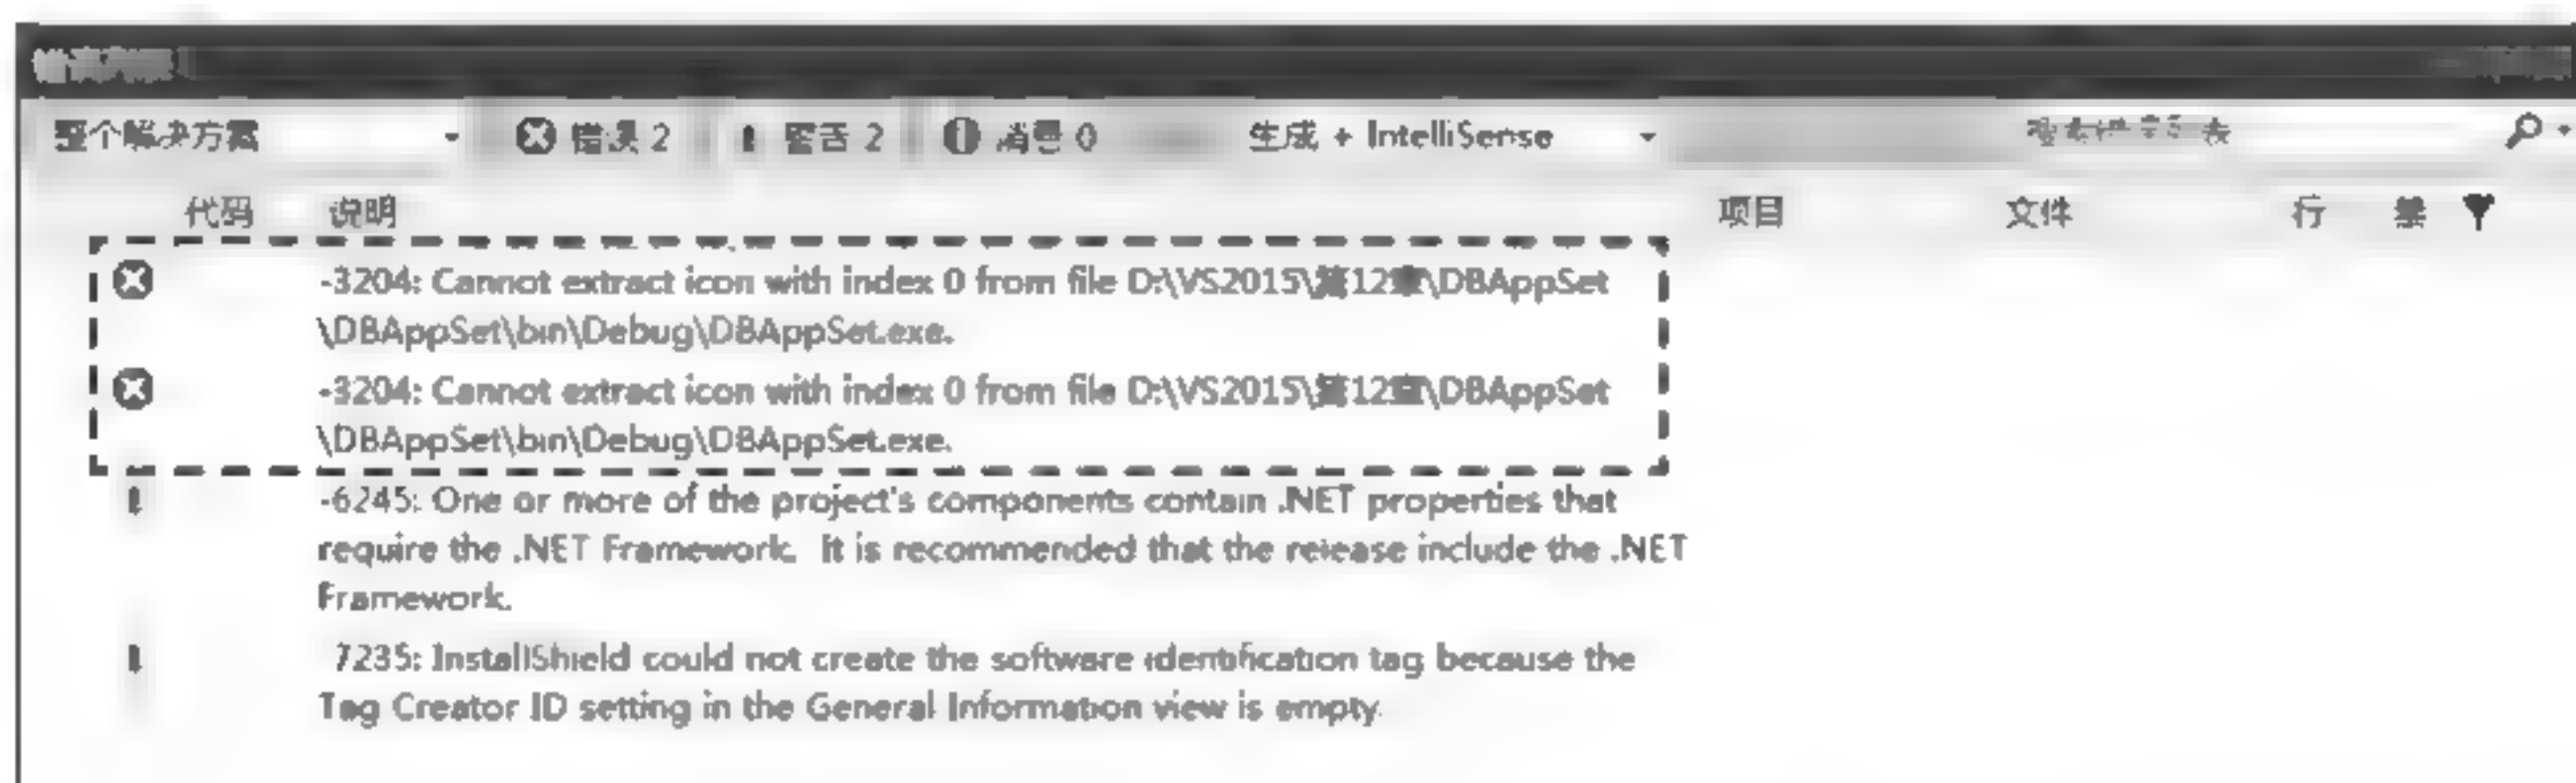 整个解决方案 错误 2 警告 2 消息 0 生成 + IntelliSense
代码 说明 项目 文件 行 禁
-3204: Cannot extract icon with index 0 from file D:\VS2015\第12章\DBAppSet
\DBAppSet\bin\Debug\DBAppSet.exe.
-3204: Cannot extract icon with index 0 from file D:\VS2015\第12章\DBAppSet
\DBAppSet\bin\Debug\DBAppSet.exe.
-6245: One or more of the project's components contain .NET properties that
require the .NET Framework. It is recommended that the release include the .NET
Framework.
7235: InstallShield could not create the software identification tag because the
Tag Creator ID setting in the General Information view is empty.